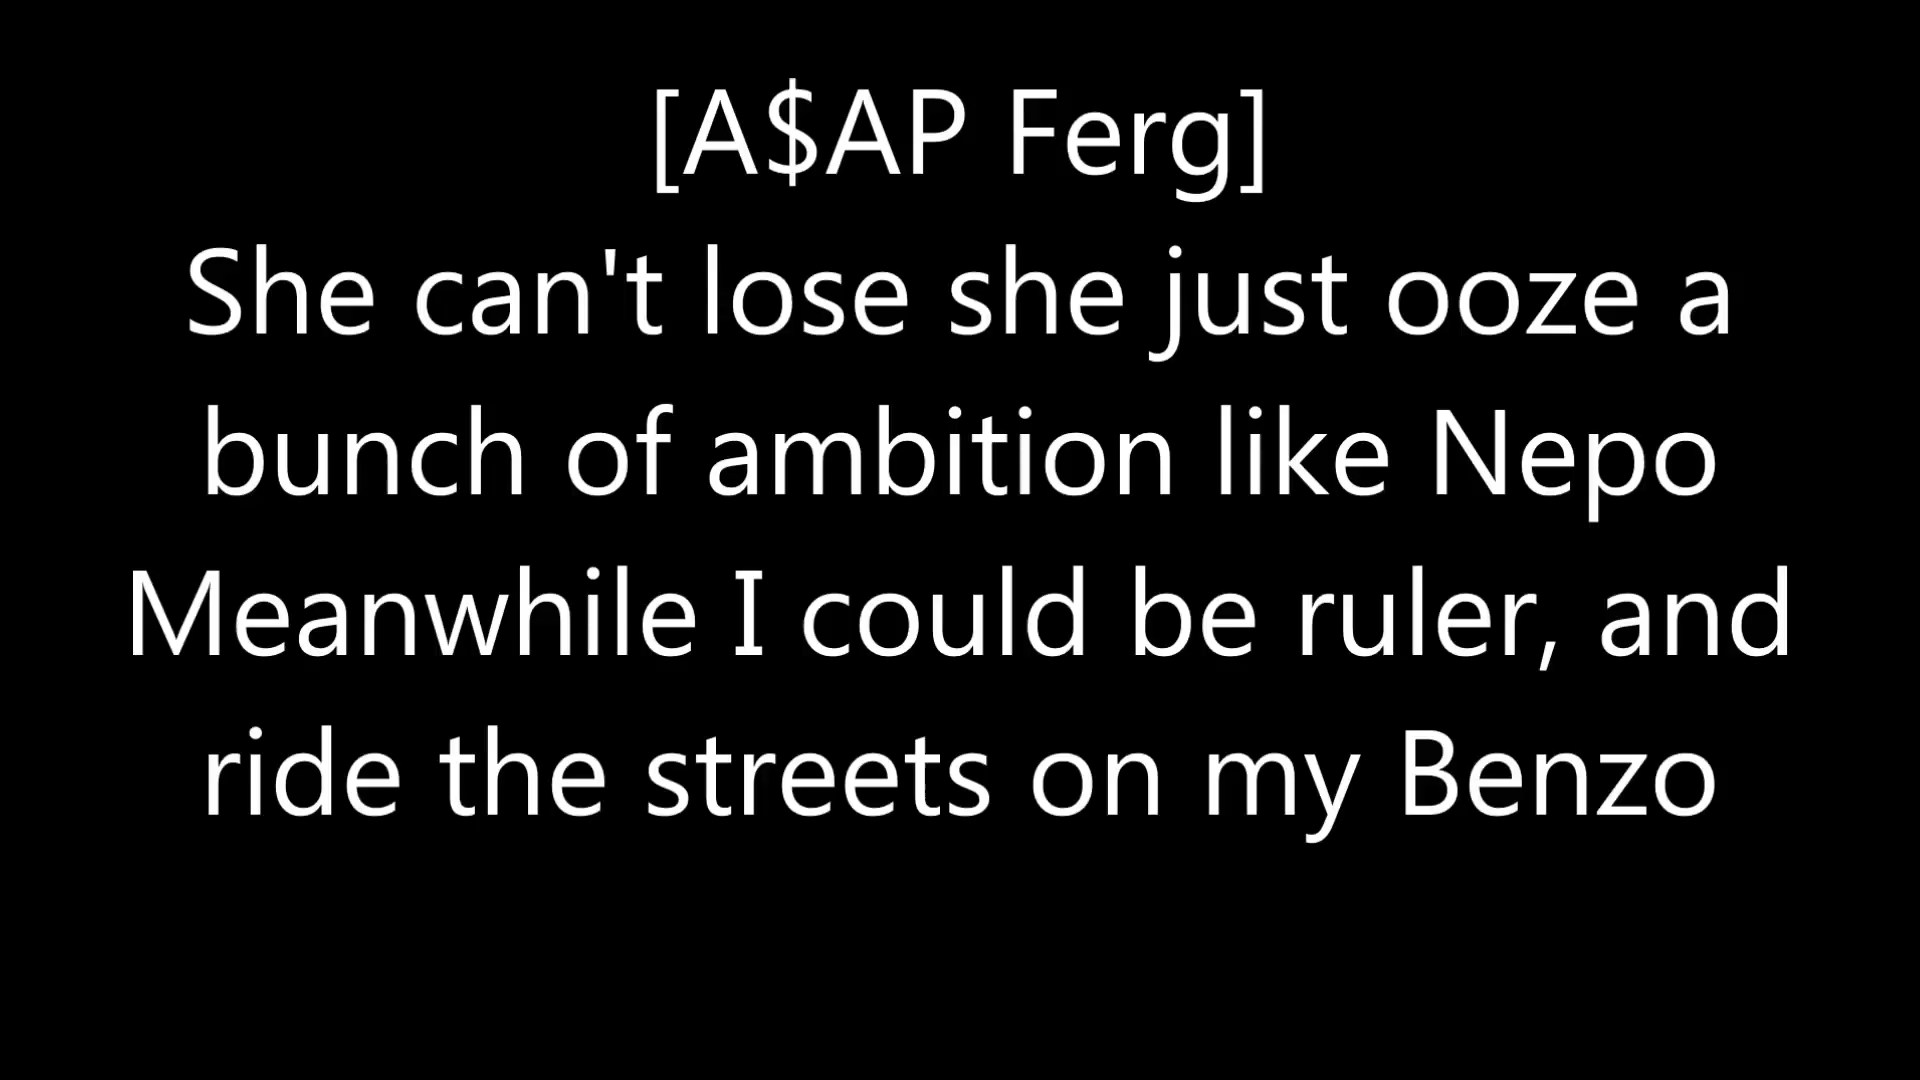 [A$AP Ferg]
She can't lose she just ooze a
bunch of ambition like Nepo
Meanwhile I could be ruler, and
ride the streets on my Benzo